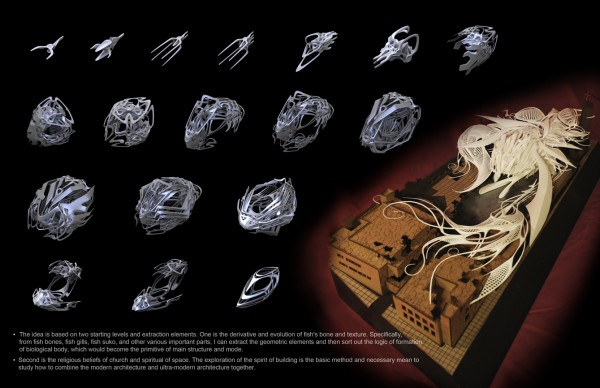 • The idea is based on two starting levels and extraction elements. One is the derivative and evolution of fish's bone and texture. Specifically,
from fish bones, fish gills, fish suko, and other various important parts, I can extract the geometric elements and then sort out the logic of formation
of biological body, which would become the primitive of main structure and mode.
• Second is the religious beliefs of church and spiritual of space. The exploration of the spirit of building is the basic method and necessary mean to
study how to combine the modern architecture and ultra-modern architecture together.